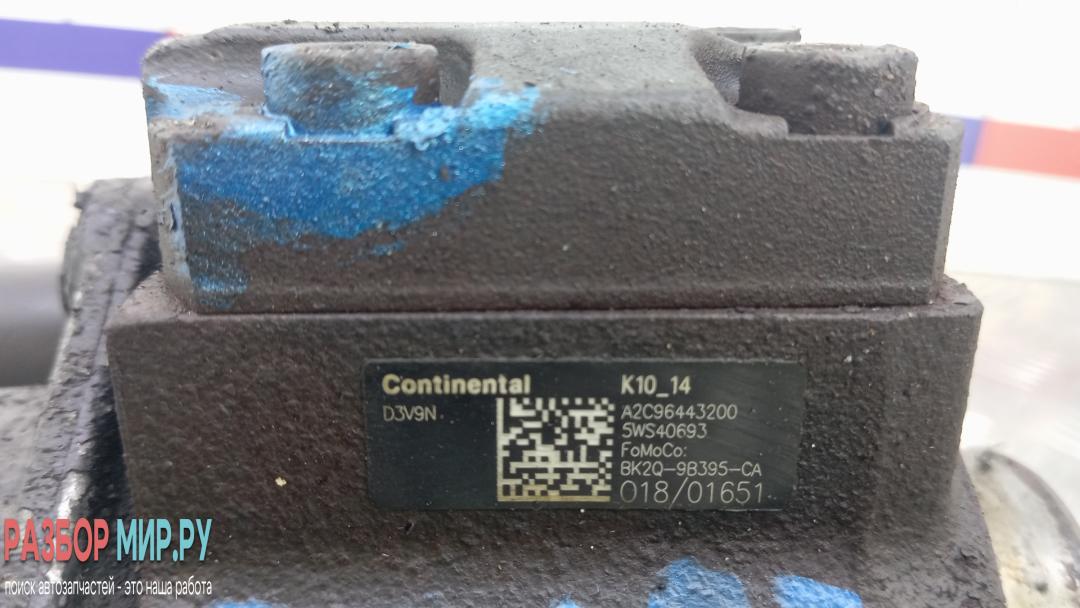 Continental K10_14
D3V9N A2C96443200
5WS40693
FoMoCo:
BK2Q-9B395-CA
018/01651
РАЗБОР МИР.РУ
поиск автозапчастей - это наша работа